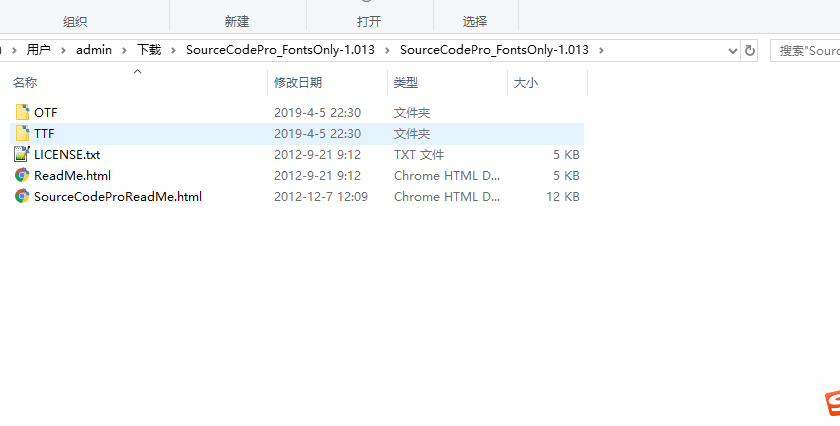 组织 新建 打开 选择
用户 admin 下载 SourceCodePro_FontsOnly-1.013 SourceCodePro_FontsOnly-1.013 搜索"Sour
名称 修改日期 类型 大小
OTF 2019-4-5 22:30 文件夹
TTF 2019-4-5 22:30 文件夹
LICENSE.txt 2012-9-21 9:12 TXT 文件 5 KB
ReadMe.html 2012-9-21 9:12 Chrome HTML D... 5 KB
SourceCodeProReadMe.html 2012-12-7 12:09 Chrome HTML D... 12 KB